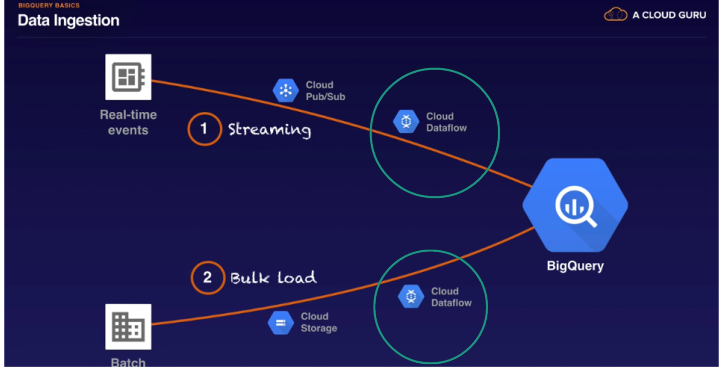 BIGQUERY BASICS
Data Ingestion
A CLOUD GURU
Real-time
events
Cloud
Pub/Sub
1 Streaming
Cloud
Dataflow
BigQuery
2 Bulk load
Cloud
Dataflow
Cloud
Storage
Batch